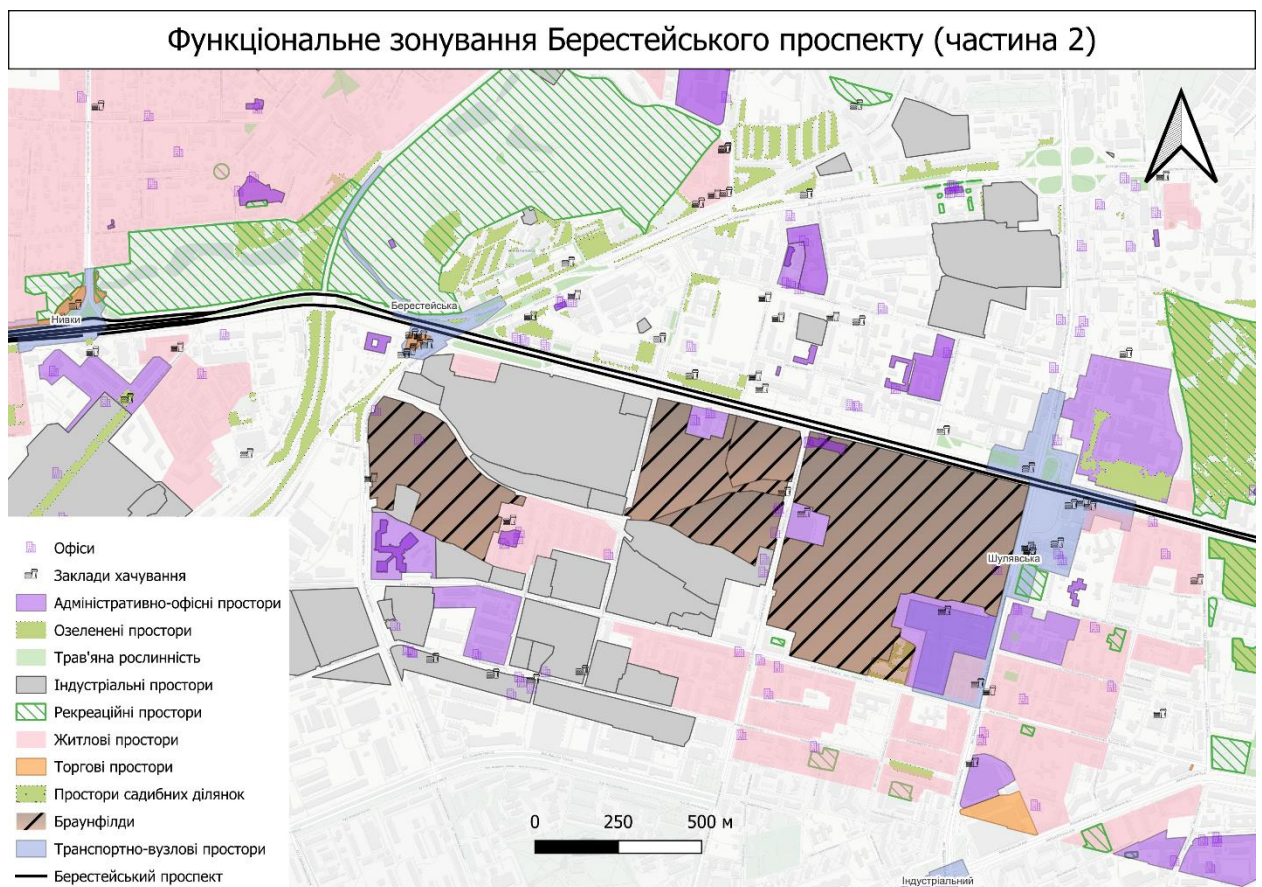 Функціональне зонування Берестейського проспекту (частина 2)
Нивки
Берестейська
Шулявська
Індустріальний
Офіси
Заклади хачування
Адміністративно-офісні простори
Озеленені простори
Трав'яна рослинність
Індустріальні простори
Рекреаційні простори
Житлові простори
Торгові простори
Простори садибних ділянок
Браунфілди
Транспортно-вузлові простори
Берестейський проспект
0 250 500 м